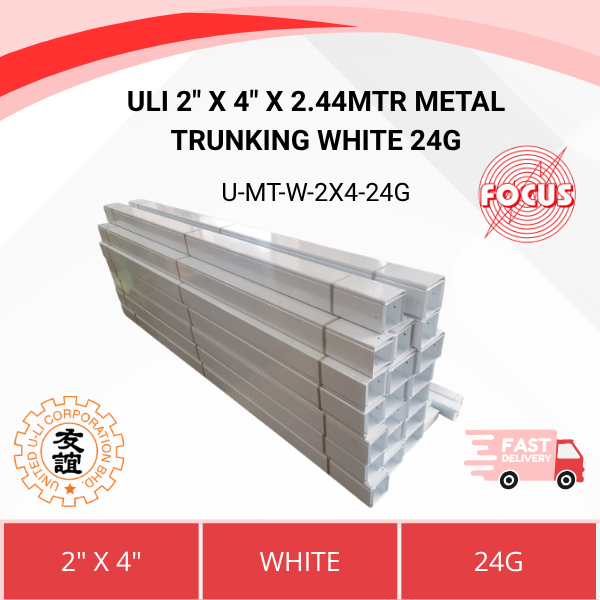 ULI 2" X 4" X 2.44MTR METAL
TRUNKING WHITE 24G
U-MT-W-2X4-24G
FOCUS
UNITED U-LI CORPORATION BHD.
友誼
FAST
DELIVERY
2" X 4"
WHITE
24G